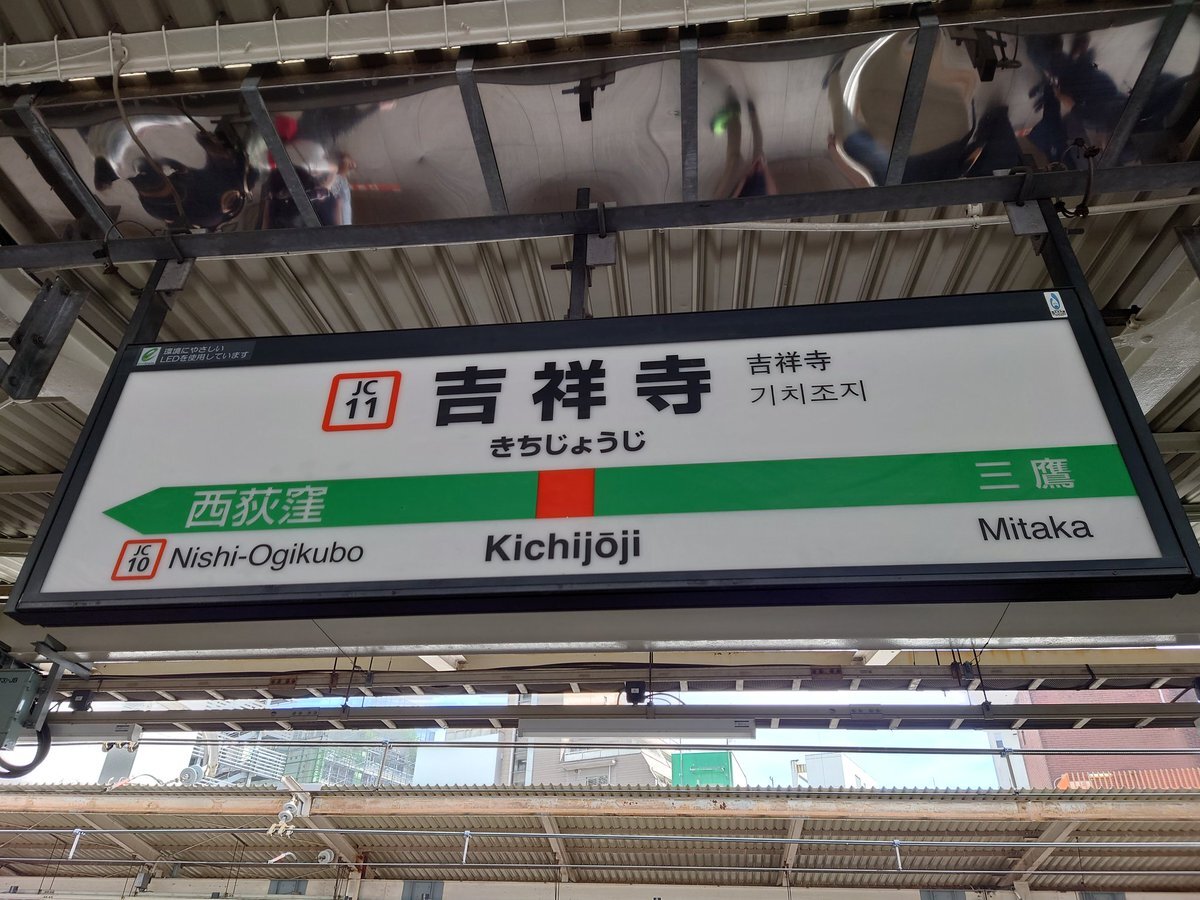 環境にやさしい
LEDを使用しています
JC
11
吉祥寺
きちじょうじ
吉祥寺
기치조지
西荻窪
三鷹
JC
10
Nishi-Ogikubo
Kichijōji
Mitaka